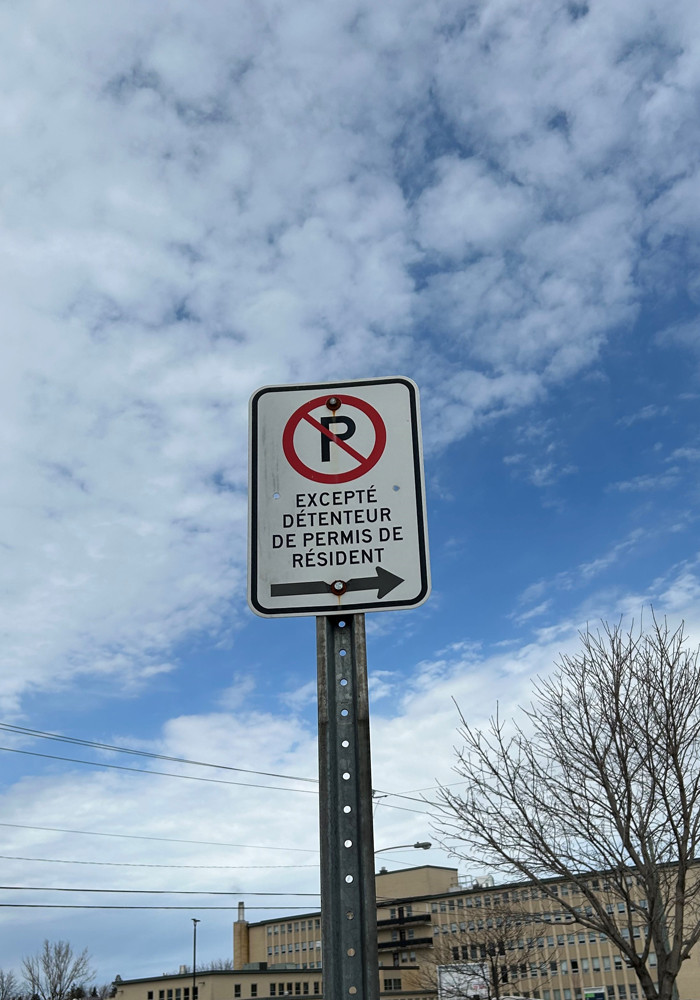 P
EXCEPTÉ
DÉTENTEUR
DE PERMIS DE
RÉSIDENT